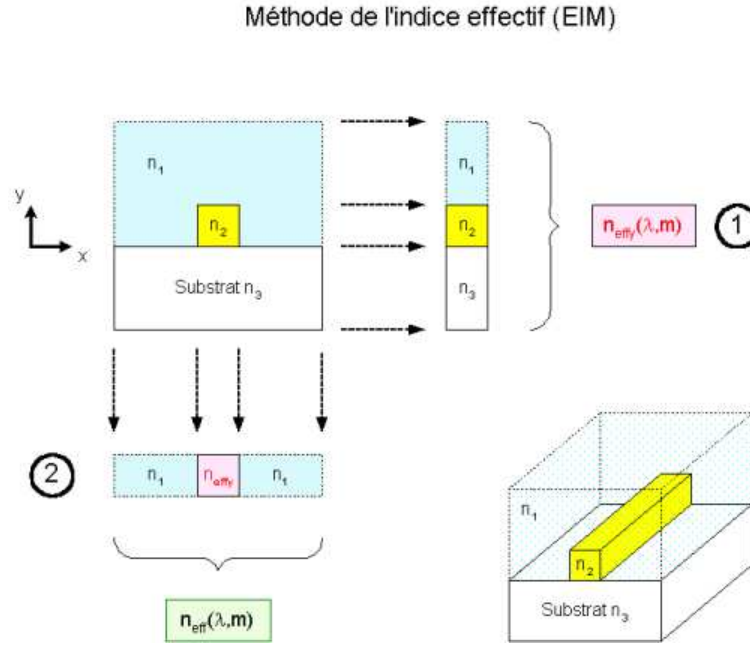 Méthode de l'indice effectif (EIM)
n1
n1
y
n2
n2
neffy(λ,m)
1
x
Substrat n3
n3
2
n1
neffy
n1
n1
n2
neff(λ,m)
Substrat n3